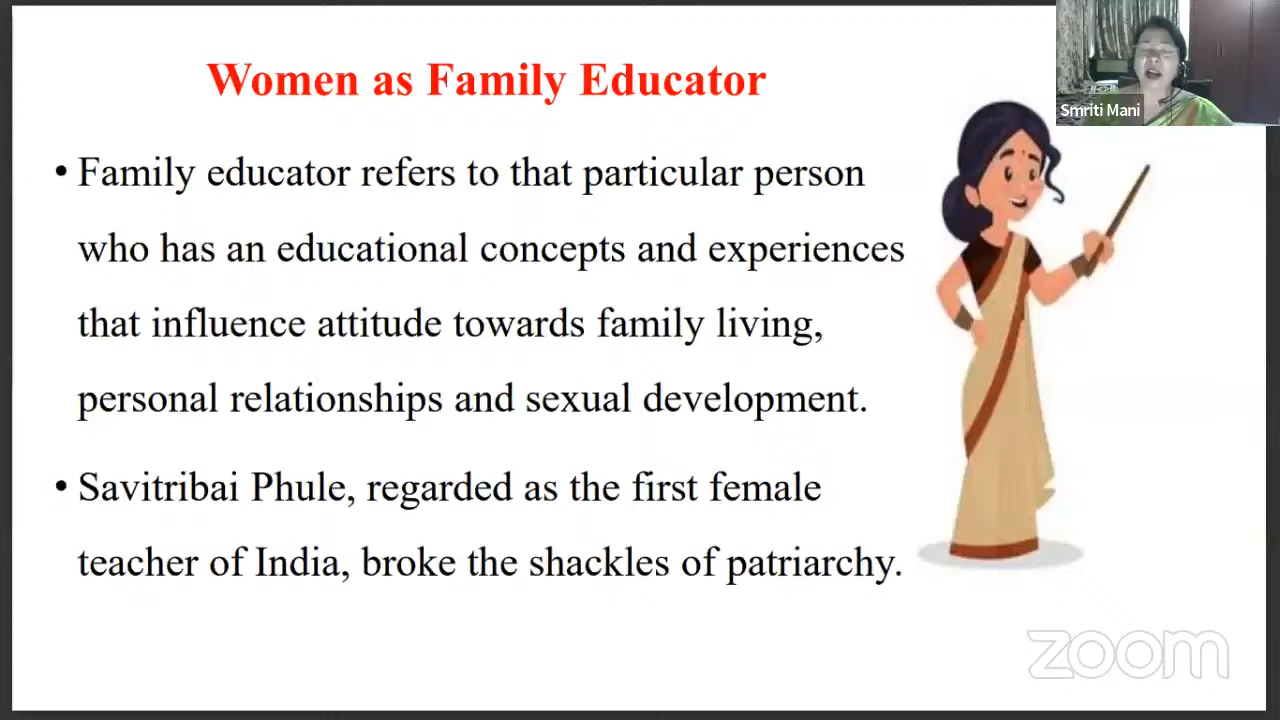 Women as Family Educator
Smriti Mani
• Family educator refers to that particular person
who has an educational concepts and experiences
that influence attitude towards family living,
personal relationships and sexual development.
• Savitribai Phule, regarded as the first female
teacher of India, broke the shackles of patriarchy.
zoom